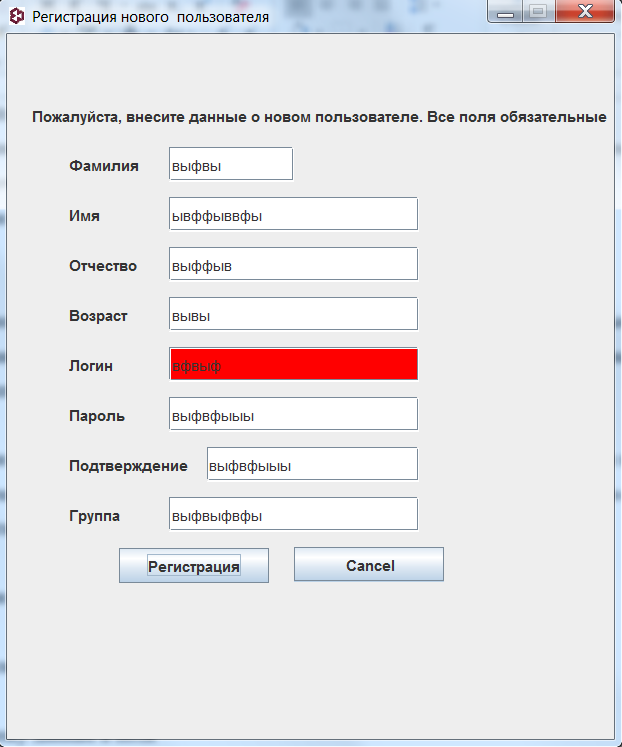 Регистрация нового пользователя
Пожалуйста, внесите данные о новом пользователе. Все поля обязательные
Фамилия выфвы
Имя ывффыввфы
Отчество выффыв
Возраст вывы
Логин вфвыф
Пароль выфвфыыы
Подтверждение выфвфыыы
Группа выфвыфвфы
Регистрация Cancel